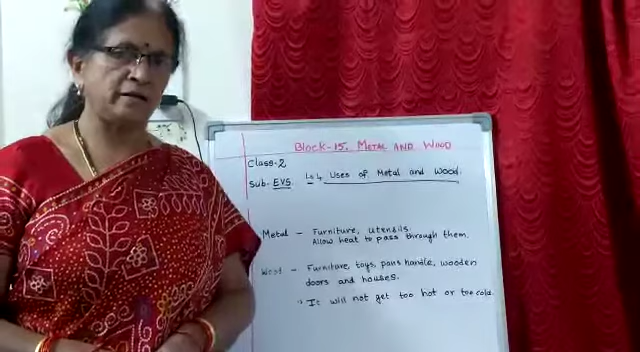 Block-15. Metal and Wood
Class-2
Sub. EVS. Ls 4 Uses of Metal and Wood.
Metal - Furniture, utensils.
Allow heat to pass through them.
Wood - Furniture, toys, pans handle, wooden
doors and houses.
It will not get too hot or too cold.